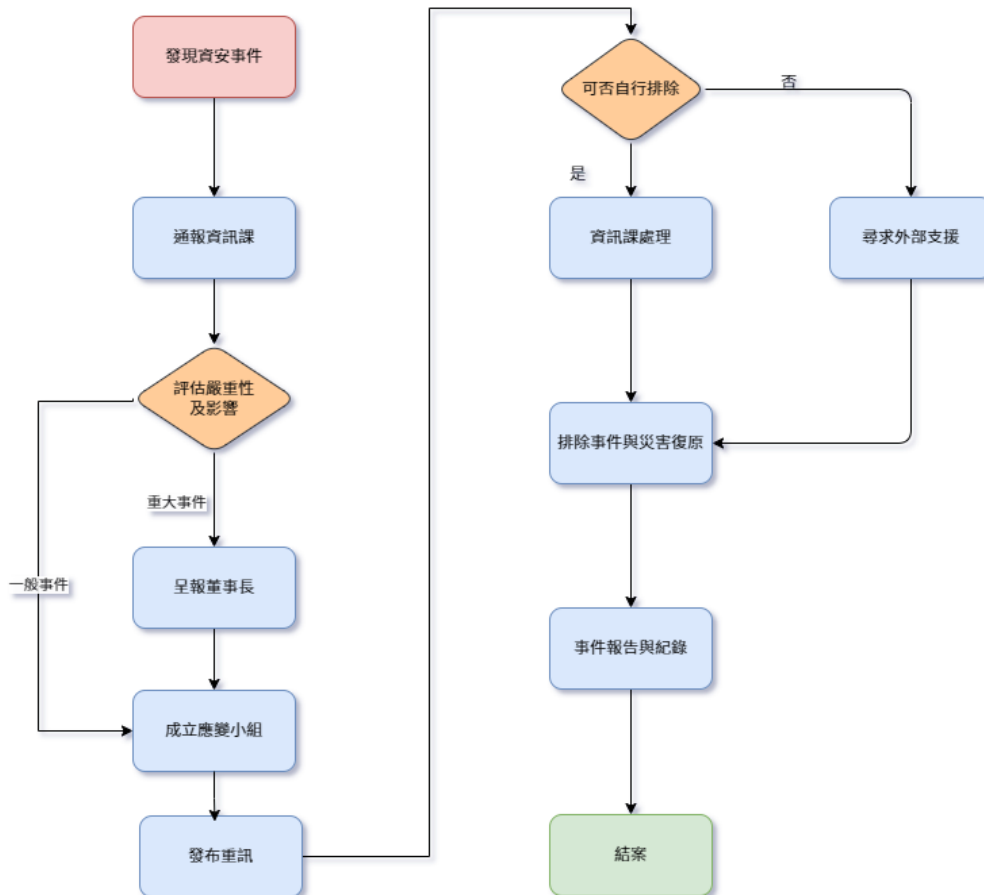 發現資安事件
通報資訊課
評估嚴重性
及影響
重大事件
一般事件
呈報董事長
成立應變小組
發布重訊
可否自行排除
否
是
資訊課處理
尋求外部支援
排除事件與災害復原
事件報告與紀錄
結案